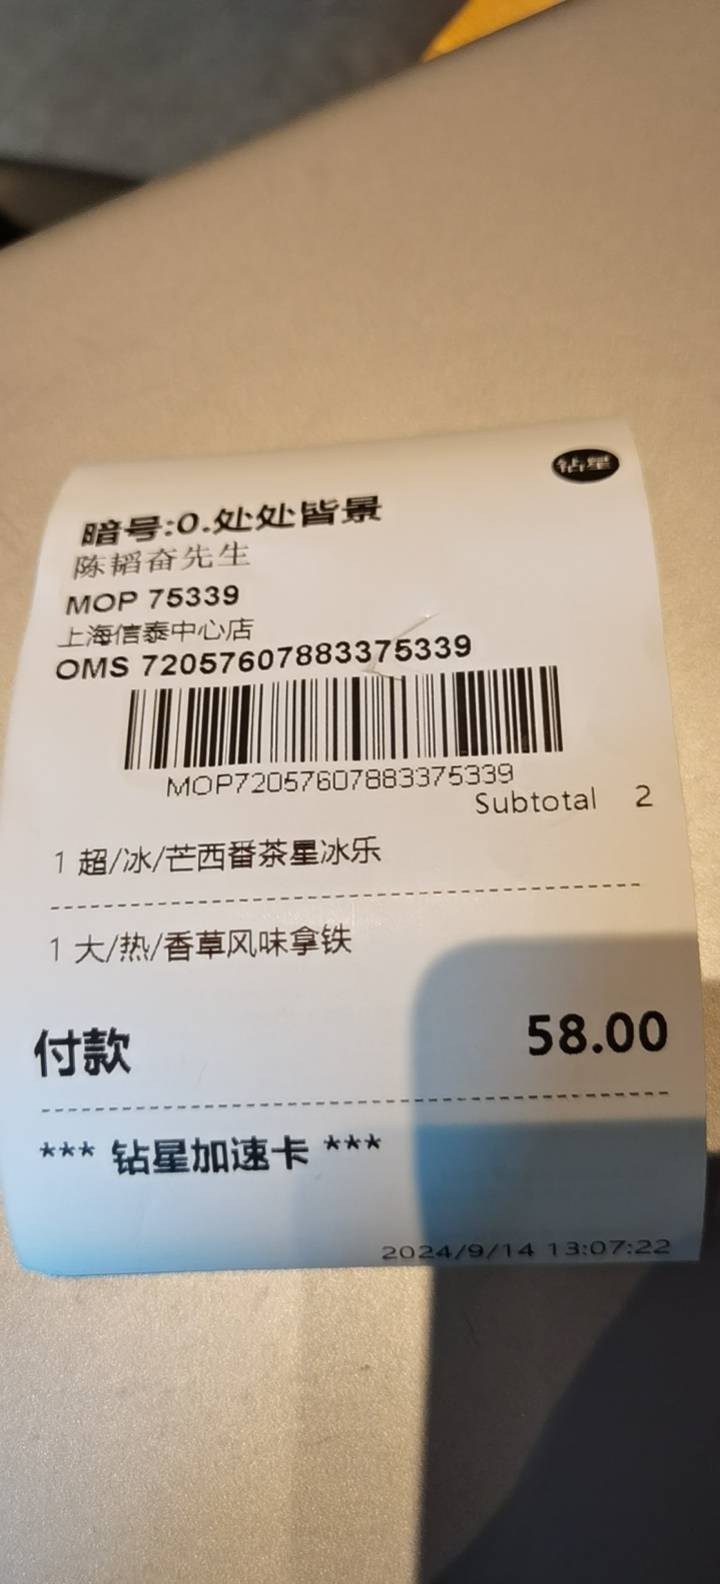 钻星
暗号:0.处处皆景
陈韬奋先生
MOP 75339
上海信泰中心店
OMS 72057607883375339
MOP72057607883375339
Subtotal 2
1 超/冰/芒西番茶星冰乐
1 大/热/香草风味拿铁
付款 58.00
*** 钻星加速卡 ***
2024/9/14 13:07:22